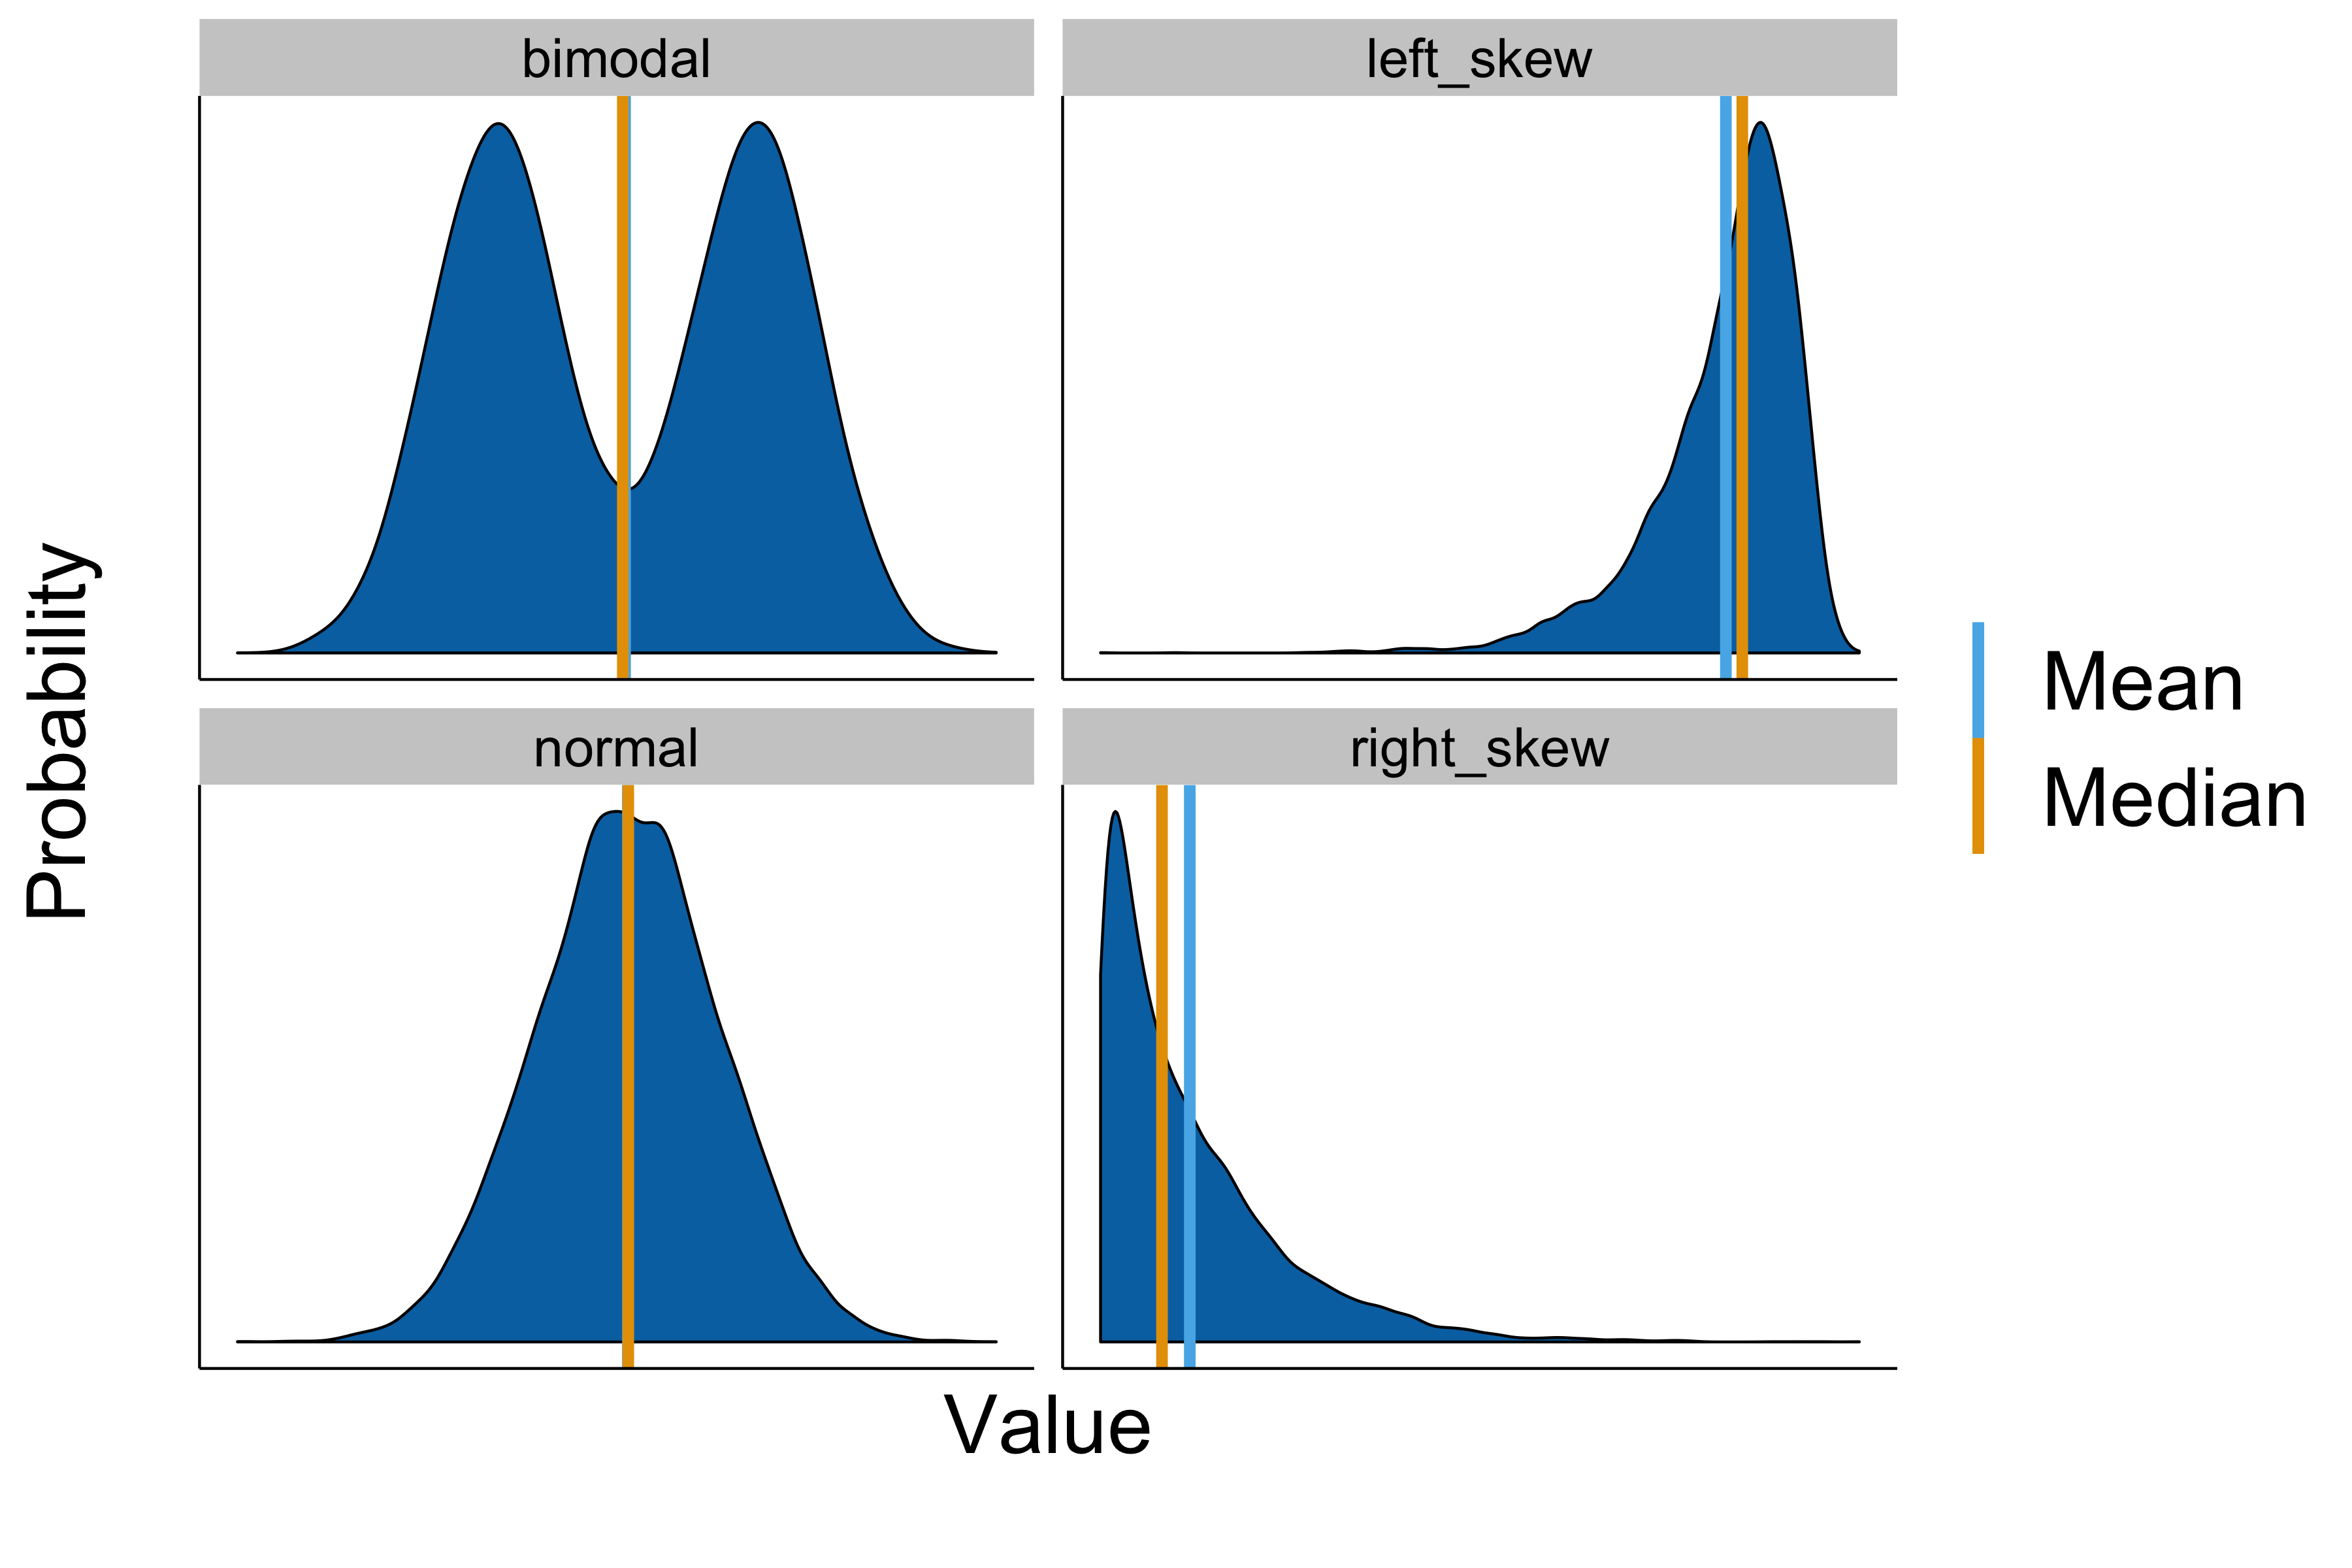 bimodal
left_skew
normal
right_skew
Probability
Value
Mean
Median